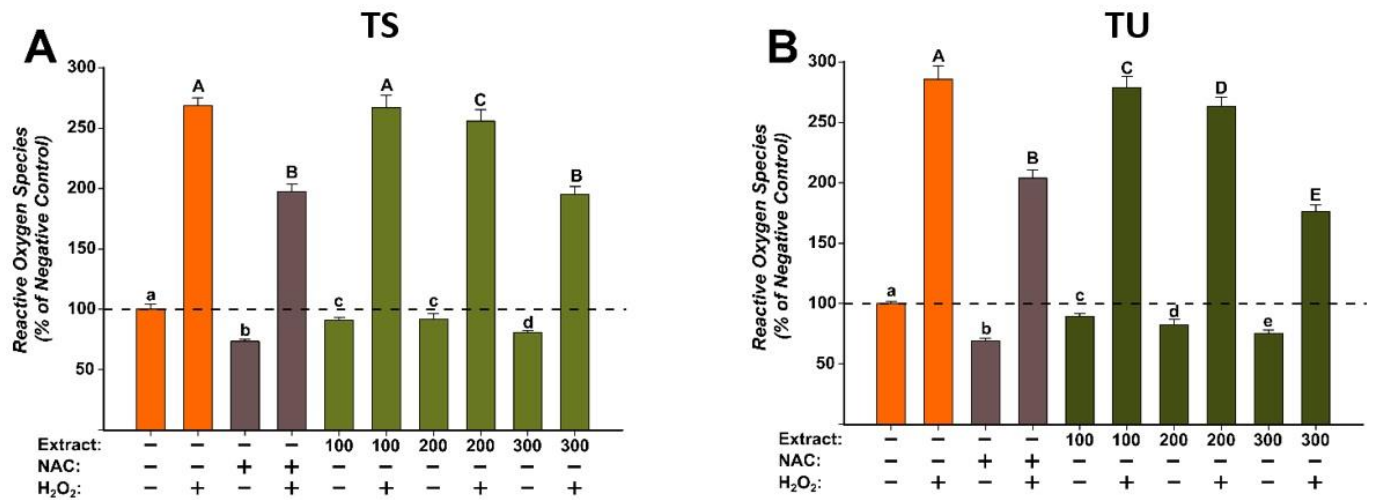 TS
A
Reactive Oxygen Species
(% of Negative Control)
300
250
200
150
100
50
a
A
b
B
c
A
c
C
d
B
Extract: – – – – 100 100 200 200 300 300
NAC: – – + + – – – – – –
H₂O₂: – + – + – + – + – +
TU
B
Reactive Oxygen Species
(% of Negative Control)
300
250
200
150
100
50
a
A
b
B
c
C
d
D
e
E
Extract: – – – – 100 100 200 200 300 300
NAC: – – + + – – – – – –
H₂O₂: – + – + – + – + – +